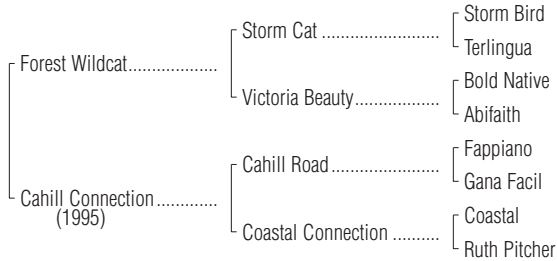 Storm Bird
Storm Cat ........................
Terlingua
Forest Wildcat..................
Bold Native
Victoria Beauty.................
Abifaith
Fappiano
Cahill Road ......................
Gana Facil
Cahill Connection ............
(1995)
Coastal
Coastal Connection .........
Ruth Pitcher